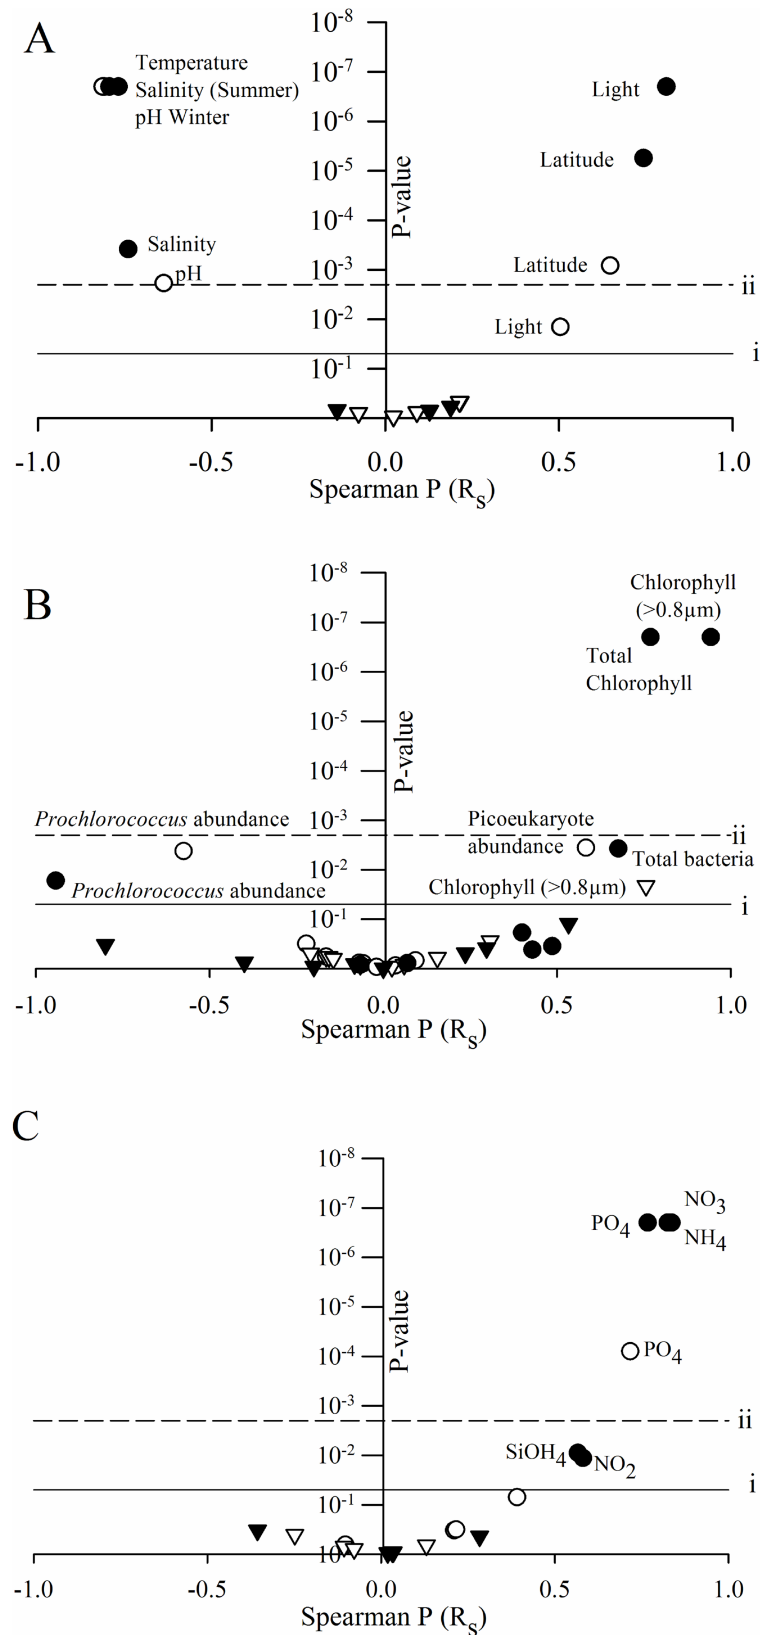 A
10-8
10-7
10-6
10-5
10-4
10-3
10-2
10-1
P-value
Temperature
Salinity (Summer)
pH Winter
Light
Latitude
Salinity
pH
Latitude
ii
Light
i
-1.0 -0.5 0.0 0.5 1.0
Spearman P (Rs)
B
10-8
10-7
10-6
10-5
10-4
10-3
10-2
10-1
P-value
Chlorophyll
(>0.8µm)
Total
Chlorophyll
Prochlorococcus abundance
Picoeukaryote
abundance
ii
Total bacteria
Prochlorococcus abundance
Chlorophyll (>0.8µm)
i
-1.0 -0.5 0.0 0.5 1.0
Spearman P (Rs)
C
10-8
10-7
10-6
10-5
10-4
10-3
10-2
10-1
P-value
NO3
PO4
NH4
PO4
ii
SiOH4
NO2
i
-1.0 -0.5 0.0 0.5 1.0
Spearman P (Rs)